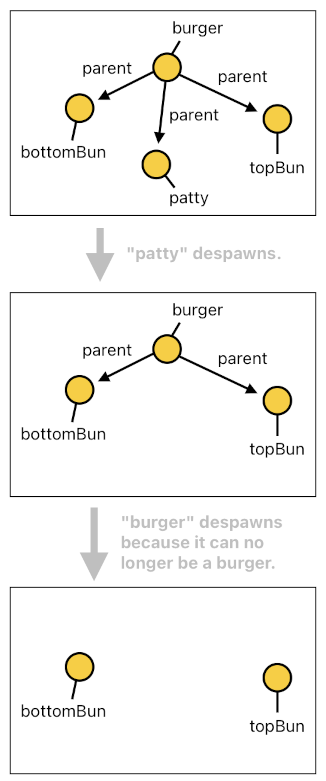 burger
parent
parent
parent
bottomBun
topBun
patty
"patty" despawns.
burger
parent
parent
bottomBun
topBun
"burger" despawns
because it can no
longer be a burger.
bottomBun
topBun